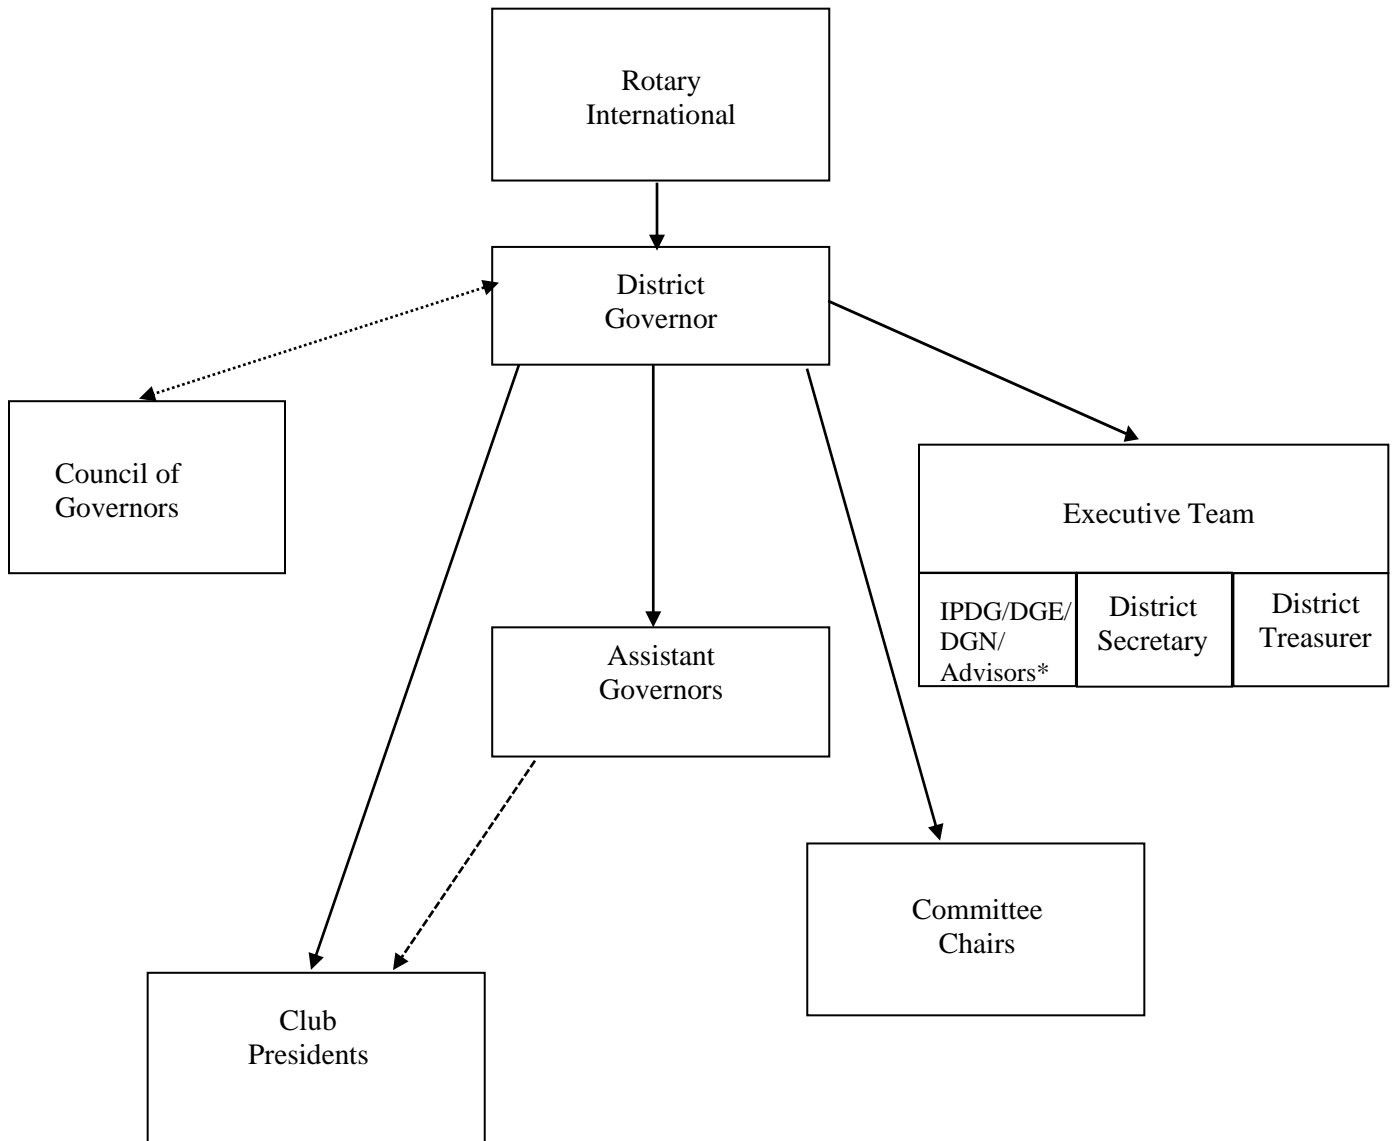 Rotary
International
District
Governor
Council of
Governors
Executive Team
IPDG/DGE/
DGN/
Advisors*
District
Secretary
District
Treasurer
Assistant
Governors
Committee
Chairs
Club
Presidents